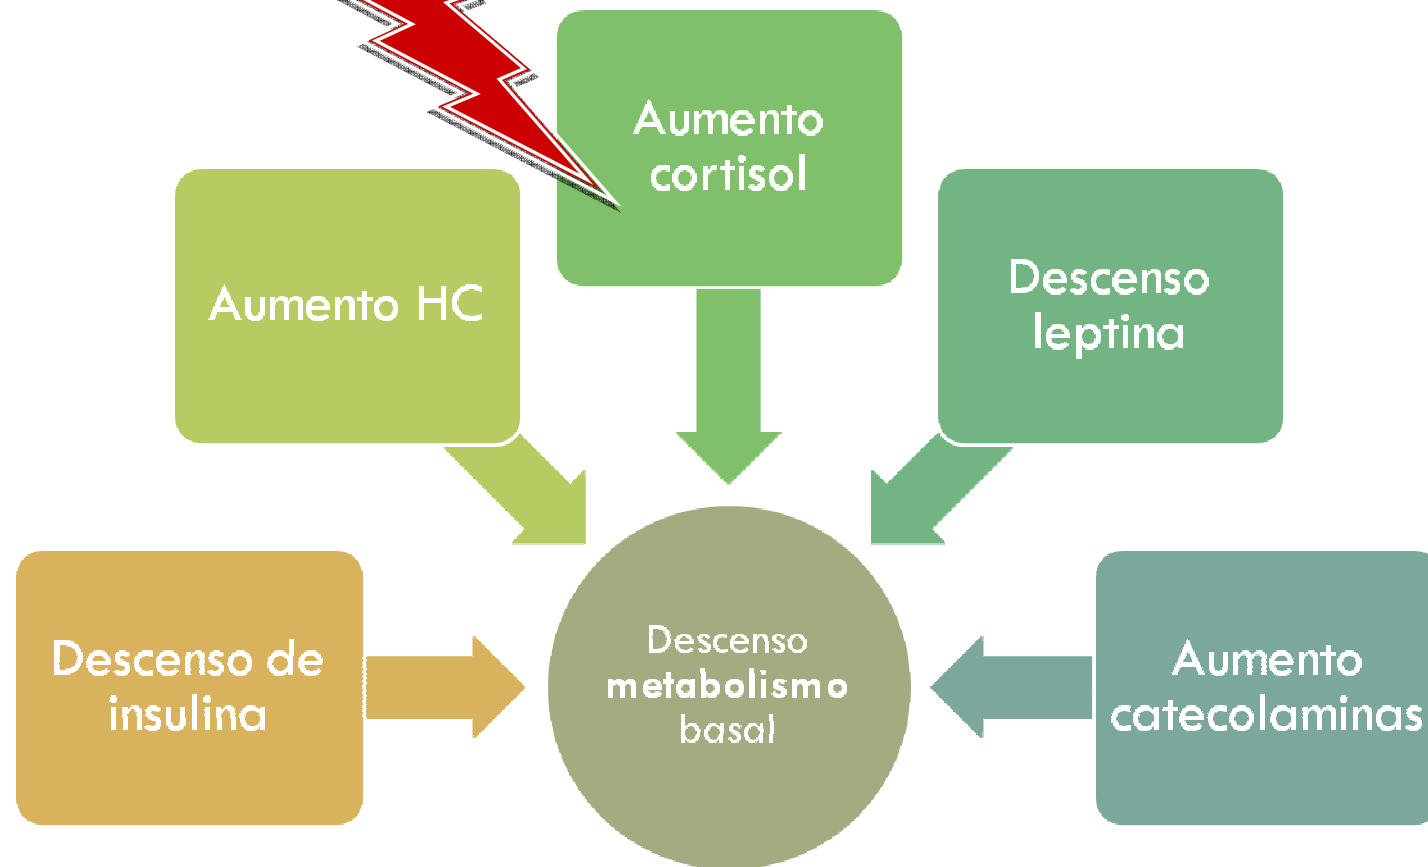 Aumento
cortisol
Aumento HC
Descenso
leptina
Descenso de
insulina
Descenso
metabolismo
basal
Aumento
catecolaminas